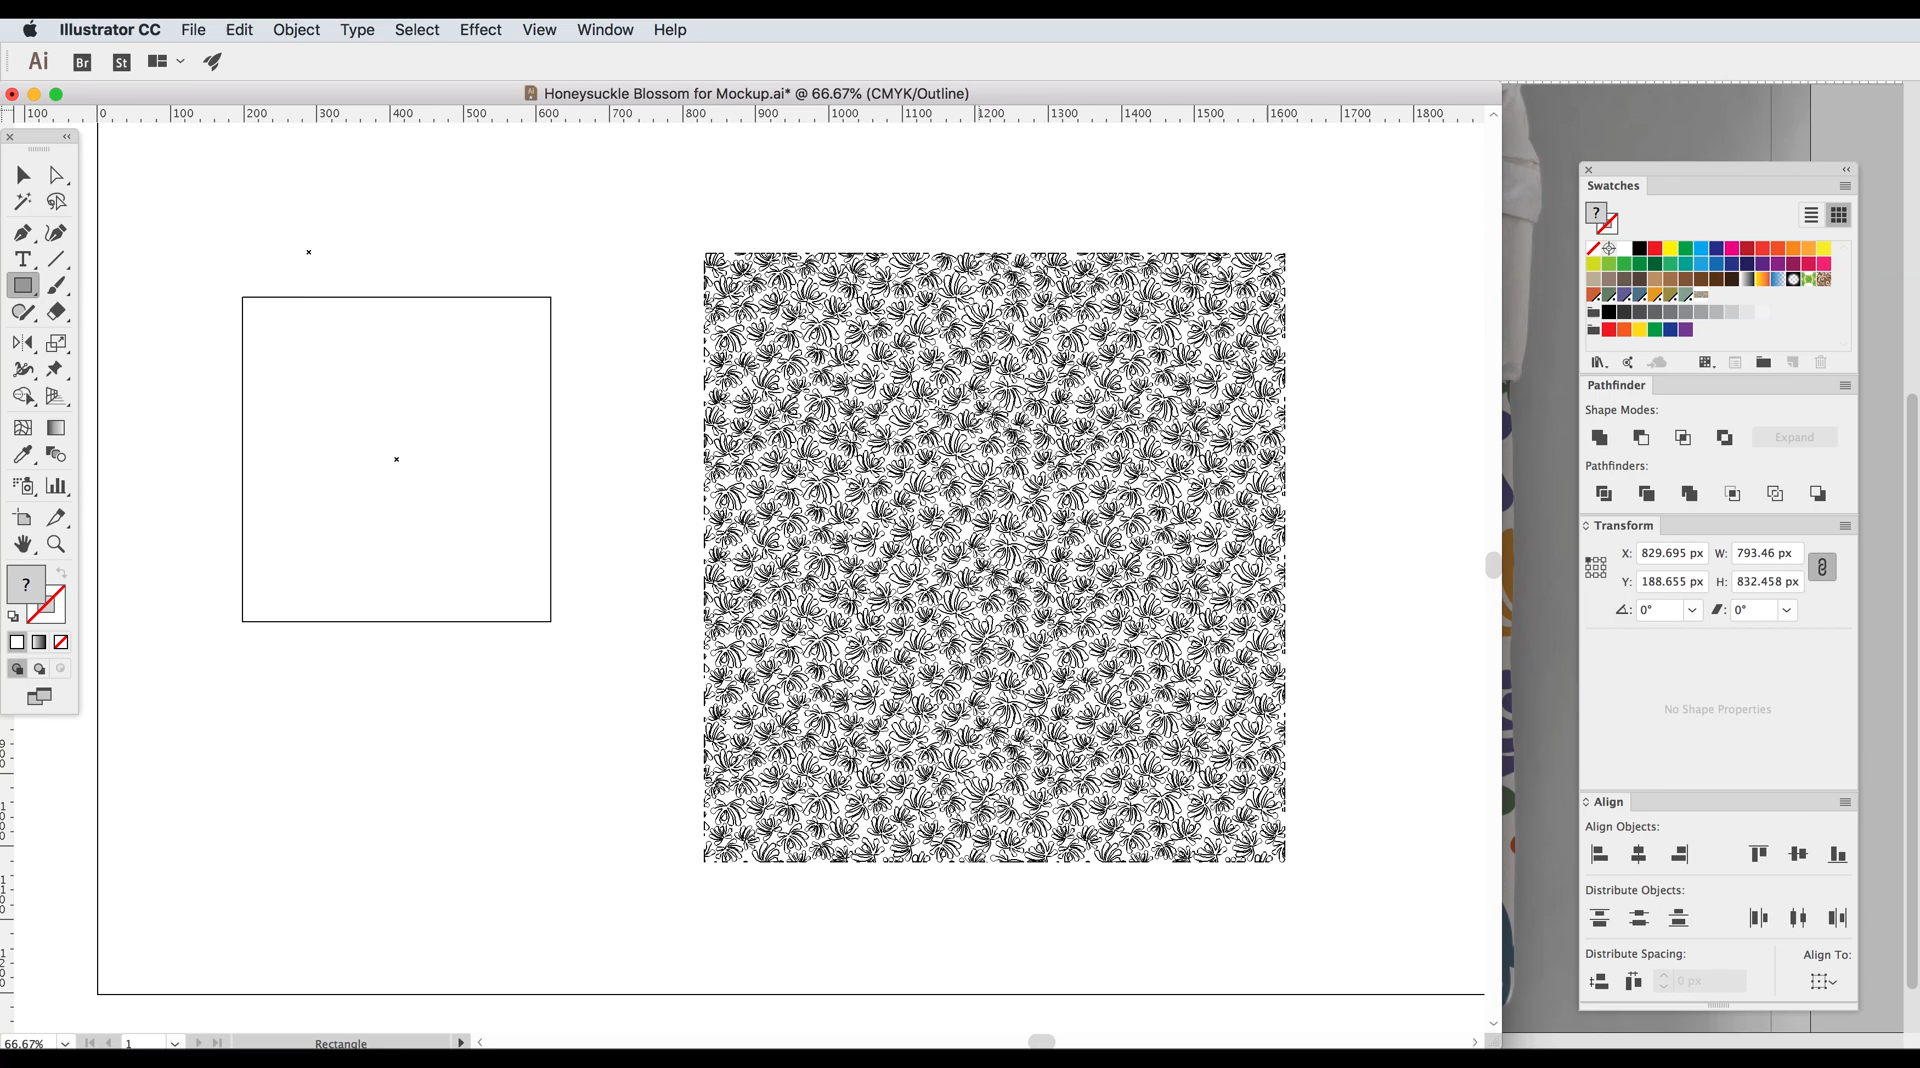 Illustrator CC File Edit Object Type Select Effect View Window Help
Ai Br St
Honeysuckle Blossom for Mockup.ai* @ 66.67% (CMYK/Outline)
100 0 100 200 300 400 500 600 700 800 900 1000 1100 1200 1300 1400 1500 1600 1700 1800
Swatches
?
Pathfinder
Shape Modes:
Expand
Pathfinders:
Transform
X: 829.695 px W: 793.46 px
Y: 188.655 px H: 832.458 px
0° 0°
?
No Shape Properties
Align
Align Objects:
Distribute Objects:
Distribute Spacing: Align To:
0 px
66.67% 1 Rectangle